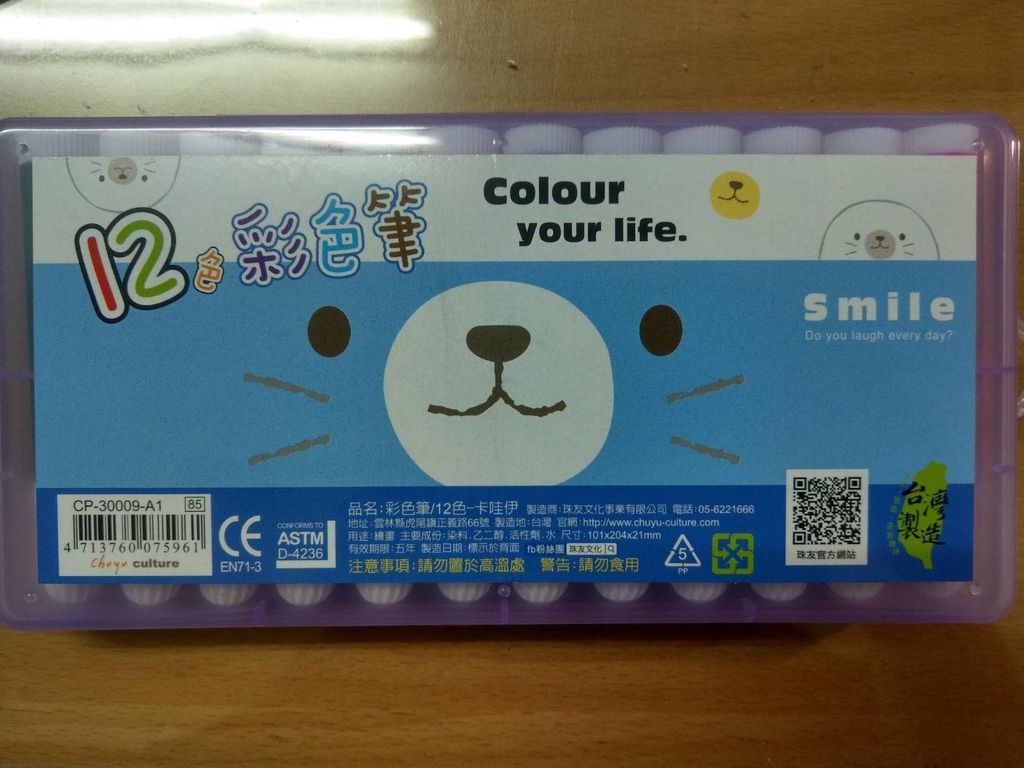 12色 彩色筆
Colour
your life.
Smile
Do you laugh every day?
CP-30009-A1 85
4 713760 075961
chuyu culture
CE
EN71-3
CONFORMS TO
ASTM
D-4236
品名:彩色筆/12色-卡哇伊 製造商:珠友文化事業有限公司 電話:05-6221666
地址:雲林縣虎尾鎮正義路66號 製造地:台灣 官網:http://www.chuyu-culture.com
用途:繪畫 主要成份:染料.乙二醇.活性劑.水 尺寸:101x204x21mm
有效期限:五年 製造日期:標示於背面 fb粉絲團 珠友文化
注意事項:請勿置於高溫處 警告:請勿食用
5
PP
珠友官方網站
台灣
製造